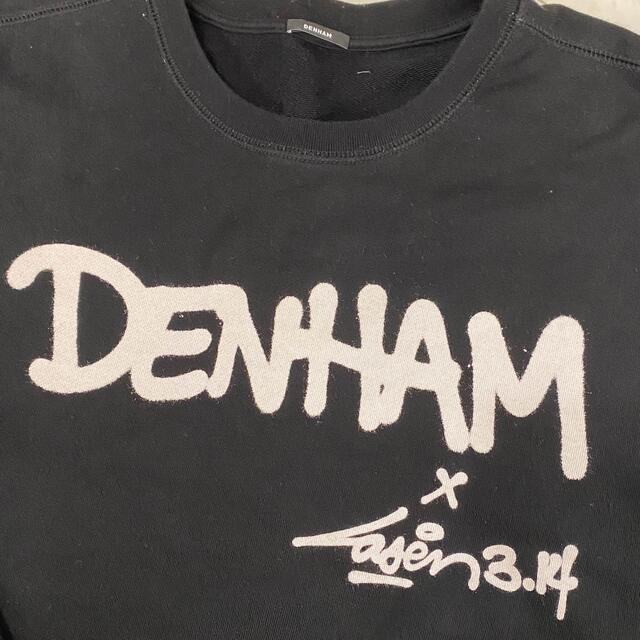 DENHAM
DENHAM
x
Laser 3.14